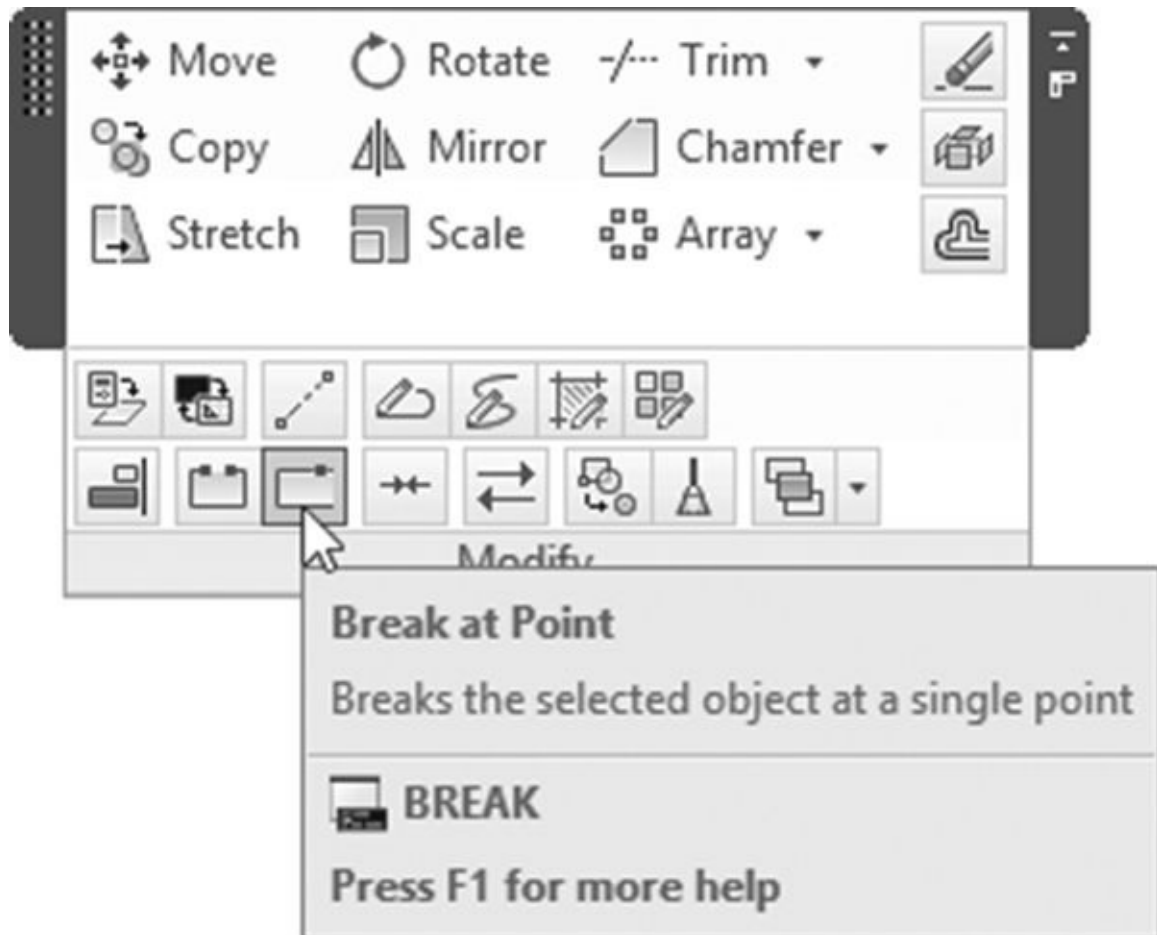 Move Rotate Trim
Copy Mirror Chamfer
Stretch Scale Array
Modify
Break at Point
Breaks the selected object at a single point
BREAK
Press F1 for more help